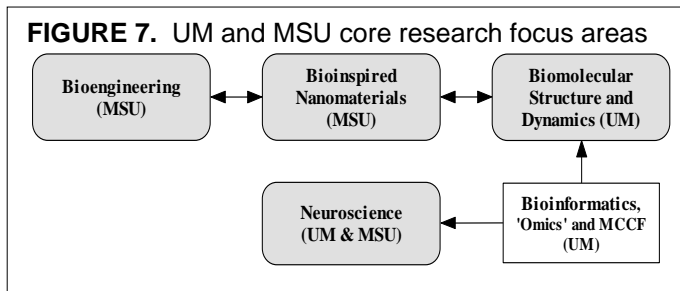 FIGURE 7. UM and MSU core research focus areas
Bioengineering
(MSU)
Bioinspired
Nanomaterials
(MSU)
Biomolecular
Structure and
Dynamics (UM)
Neuroscience
(UM & MSU)
Bioinformatics,
'Omics' and MCCF
(UM)